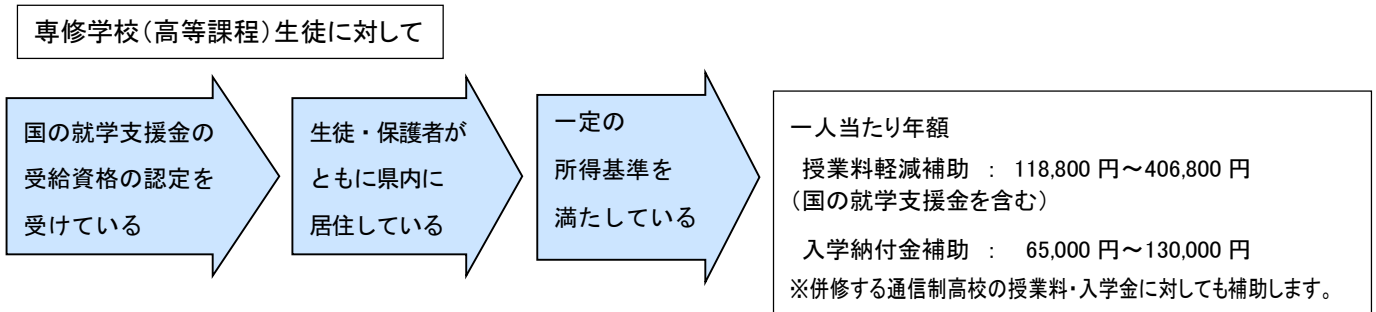 専修学校(高等課程)生徒に対して
国の就学支援金の
受給資格の認定を
受けている
生徒・保護者が
ともに県内に
居住している
一定の
所得基準を
満たしている
一人当たり年額
授業料軽減補助 : 118,800 円~406,800 円
(国の就学支援金を含む)
入学納付金補助 : 65,000 円~130,000 円
※併修する通信制高校の授業料・入学金に対しても補助します。